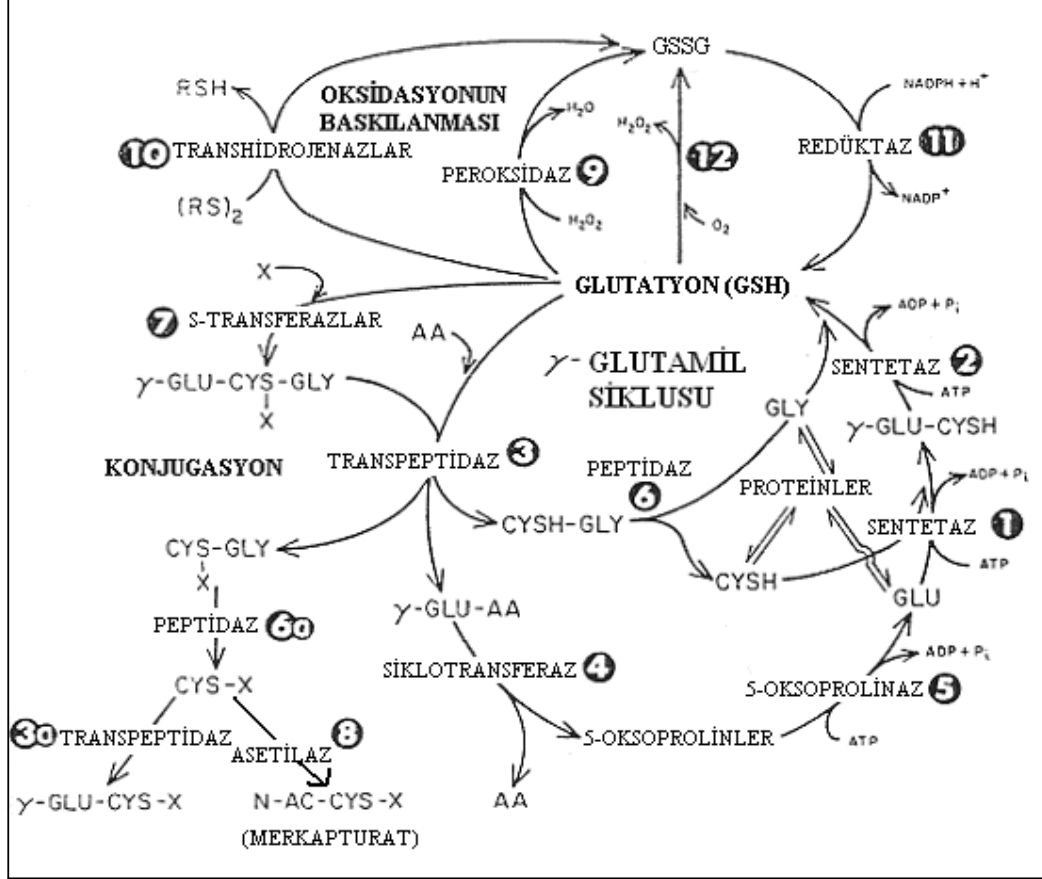 GSSG
RSH
OKSİDASYONUN
BASKILANMASI
H₂O
H₂O₂
NADPH + H⁺
10 TRANSHİDROJENAZLAR
PEROKSİDAZ 9
12
REDÜKTAZ 11
(RS)₂
H₂O₂
O₂
NADP⁺
X
GLUTATYON (GSH)
7 S-TRANSFERAZLAR
AA
γ- GLUTAMİL
SİKLUSU
ADP + Pi
SENTETAZ 2
ATP
γ-GLU-CYS-GLY
X
GLY
γ-GLU-CYSH
KONJUGASYON
TRANSPEPTİDAZ 3
PEPTİDAZ
6
PROTEİNLER
ADP + Pi
CYSH-GLY
SENTETAZ 1
CYS-GLY
X
CYSH
ATP
GLU
PEPTİDAZ 6a
γ-GLU-AA
ADP + Pi
CYS-X
SİKLOTRANSFERAZ 4
5-OKSOPROLİNAZ 5
3a TRANSPEPTİDAZ
ASETİLAZ 8
5-OKSOPROLİNLER
ATP
γ-GLU-CYS-X
N-AC-CYS-X
AA
(MERKAPTURAT)